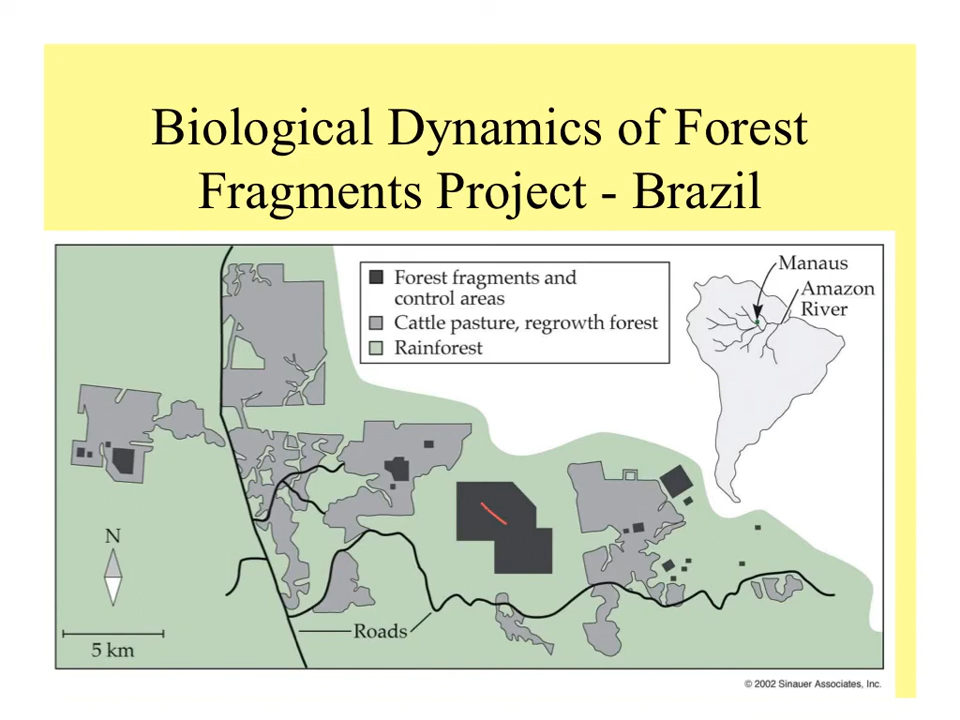 Biological Dynamics of Forest
Fragments Project - Brazil
Forest fragments and
control areas
Cattle pasture, regrowth forest
Rainforest
Manaus
Amazon
River
N
5 km
Roads
© 2002 Sinauer Associates, Inc.